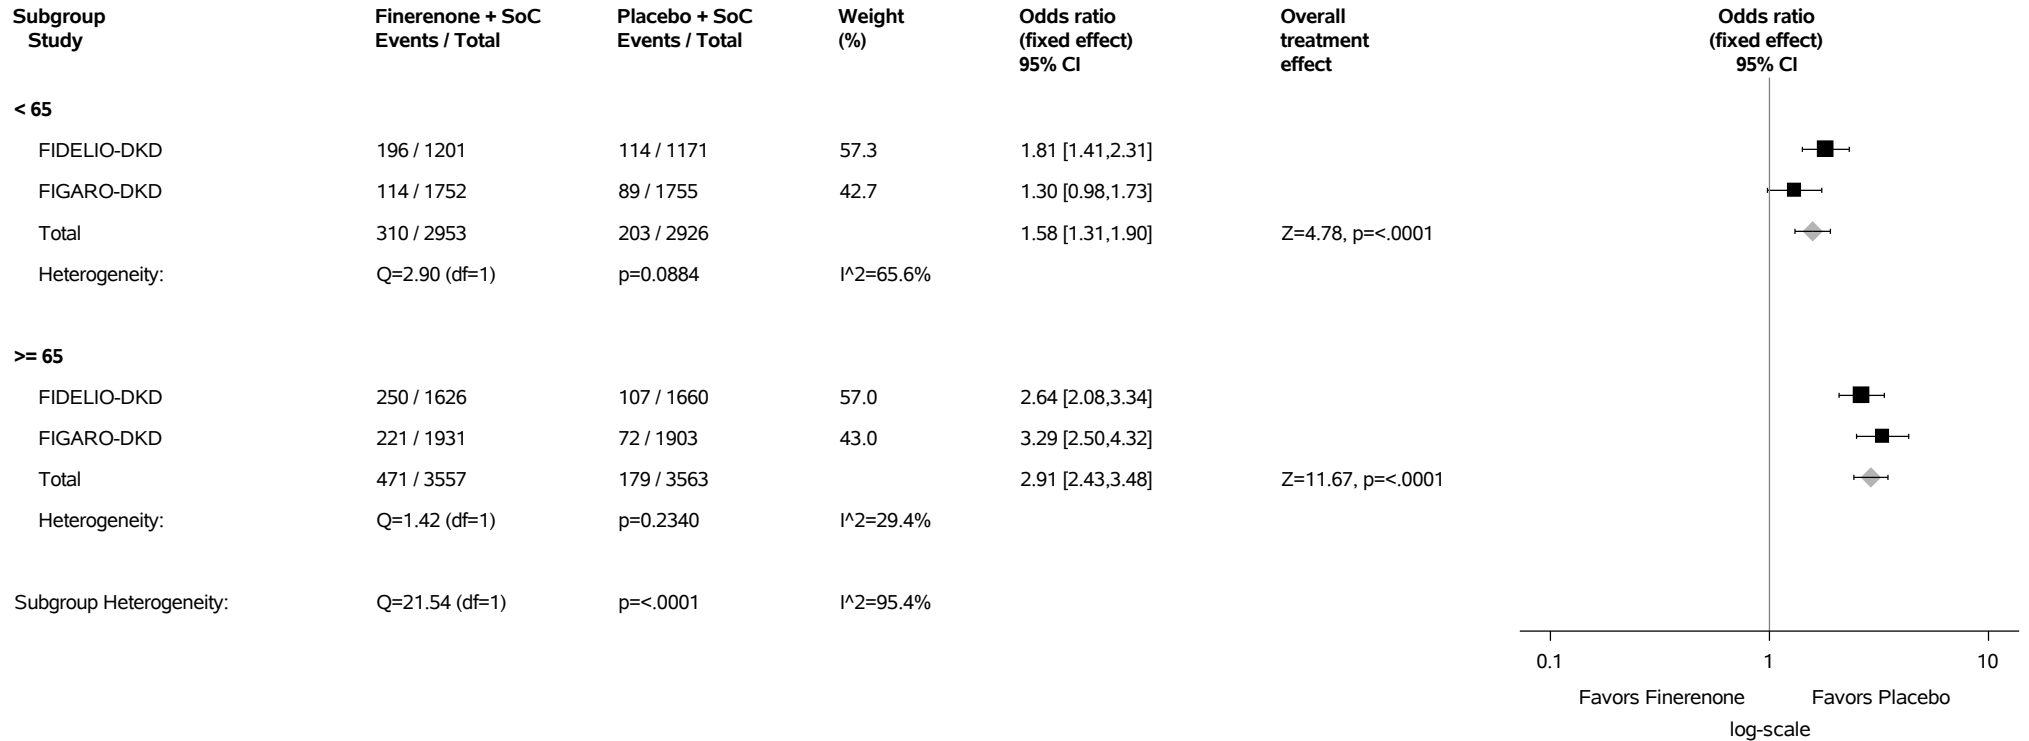 Subgroup Finerenone + SoC Placebo + SoC Weight Odds ratio Overall Odds ratio
Study Events / Total Events / Total (%) (fixed effect) treatment (fixed effect)
95% CI effect 95% CI
< 65
FIDELIO-DKD 196 / 1201 114 / 1171 57.3 1.81 [1.41,2.31]
FIGARO-DKD 114 / 1752 89 / 1755 42.7 1.30 [0.98,1.73]
Total 310 / 2953 203 / 2926 1.58 [1.31,1.90] Z=4.78, p=<.0001
Heterogeneity: Q=2.90 (df=1) p=0.0884 I^2=65.6%
>= 65
FIDELIO-DKD 250 / 1626 107 / 1660 57.0 2.64 [2.08,3.34]
FIGARO-DKD 221 / 1931 72 / 1903 43.0 3.29 [2.50,4.32]
Total 471 / 3557 179 / 3563 2.91 [2.43,3.48] Z=11.67, p=<.0001
Heterogeneity: Q=1.42 (df=1) p=0.2340 I^2=29.4%
Subgroup Heterogeneity: Q=21.54 (df=1) p=<.0001 I^2=95.4%
0.1 1 10
Favors Finerenone Favors Placebo
log-scale